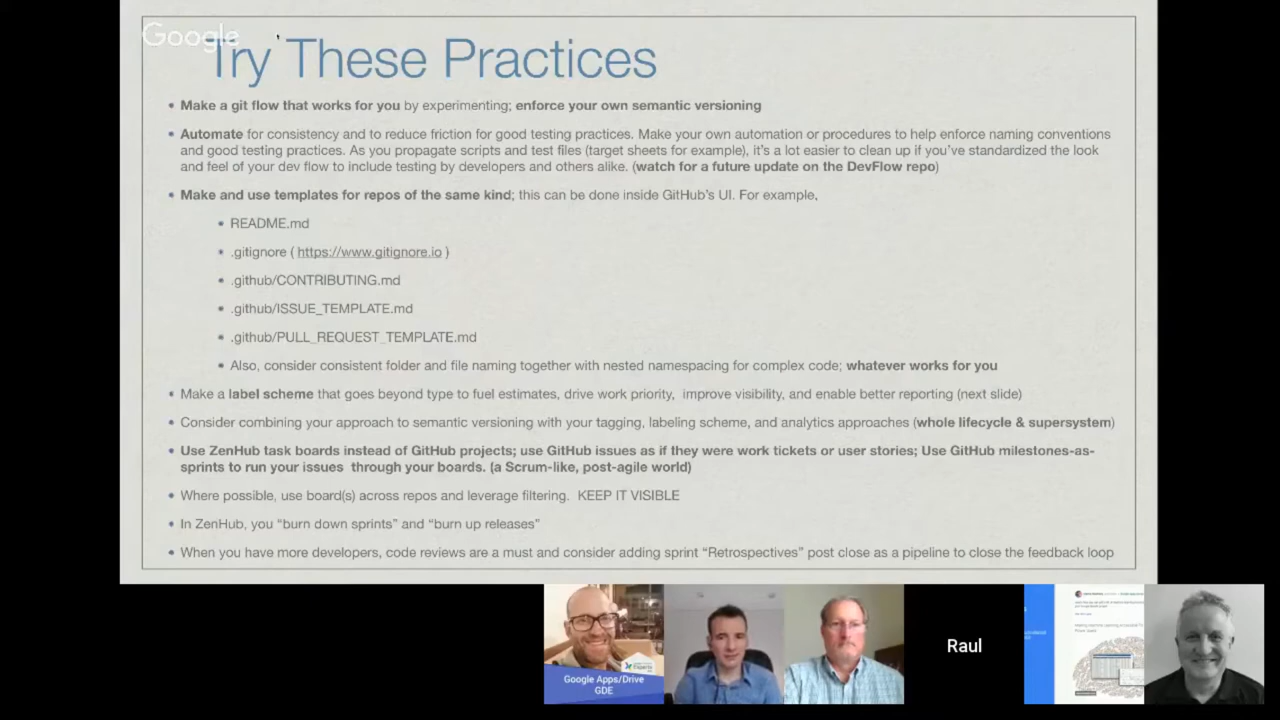 Google
Try These Practices
Make a git flow that works for you by experimenting; enforce your own semantic versioning
Automate for consistency and to reduce friction for good testing practices. Make your own automation or procedures to help enforce naming conventions
and good testing practices. As you propagate scripts and test files (target sheets for example), it's a lot easier to clean up if you've standardized the look
and feel of your dev flow to include testing by developers and others alike. (watch for a future update on the DevFlow repo)
Make and use templates for repos of the same kind; this can be done inside GitHub's UI. For example,
README.md
.gitignore ( https://www.gitignore.io )
.github/CONTRIBUTING.md
.github/ISSUE_TEMPLATE.md
.github/PULL_REQUEST_TEMPLATE.md
Also, consider consistent folder and file naming together with nested namespacing for complex code; whatever works for you
Make a label scheme that goes beyond type to fuel estimates, drive work priority, improve visibility, and enable better reporting (next slide)
Consider combining your approach to semantic versioning with your tagging, labeling scheme, and analytics approaches (whole lifecycle & supersystem)
Use ZenHub task boards instead of GitHub projects; use GitHub issues as if they were work tickets or user stories; Use GitHub milestones-as-
sprints to run your issues through your boards. (a Scrum-like, post-agile world)
Where possible, use board(s) across repos and leverage filtering. KEEP IT VISIBLE
In ZenHub, you "burn down sprints" and "burn up releases"
When you have more developers, code reviews are a must and consider adding sprint "Retrospectives" post close as a pipeline to close the feedback loop
Experts
Google Apps/Drive
GDE
Raul